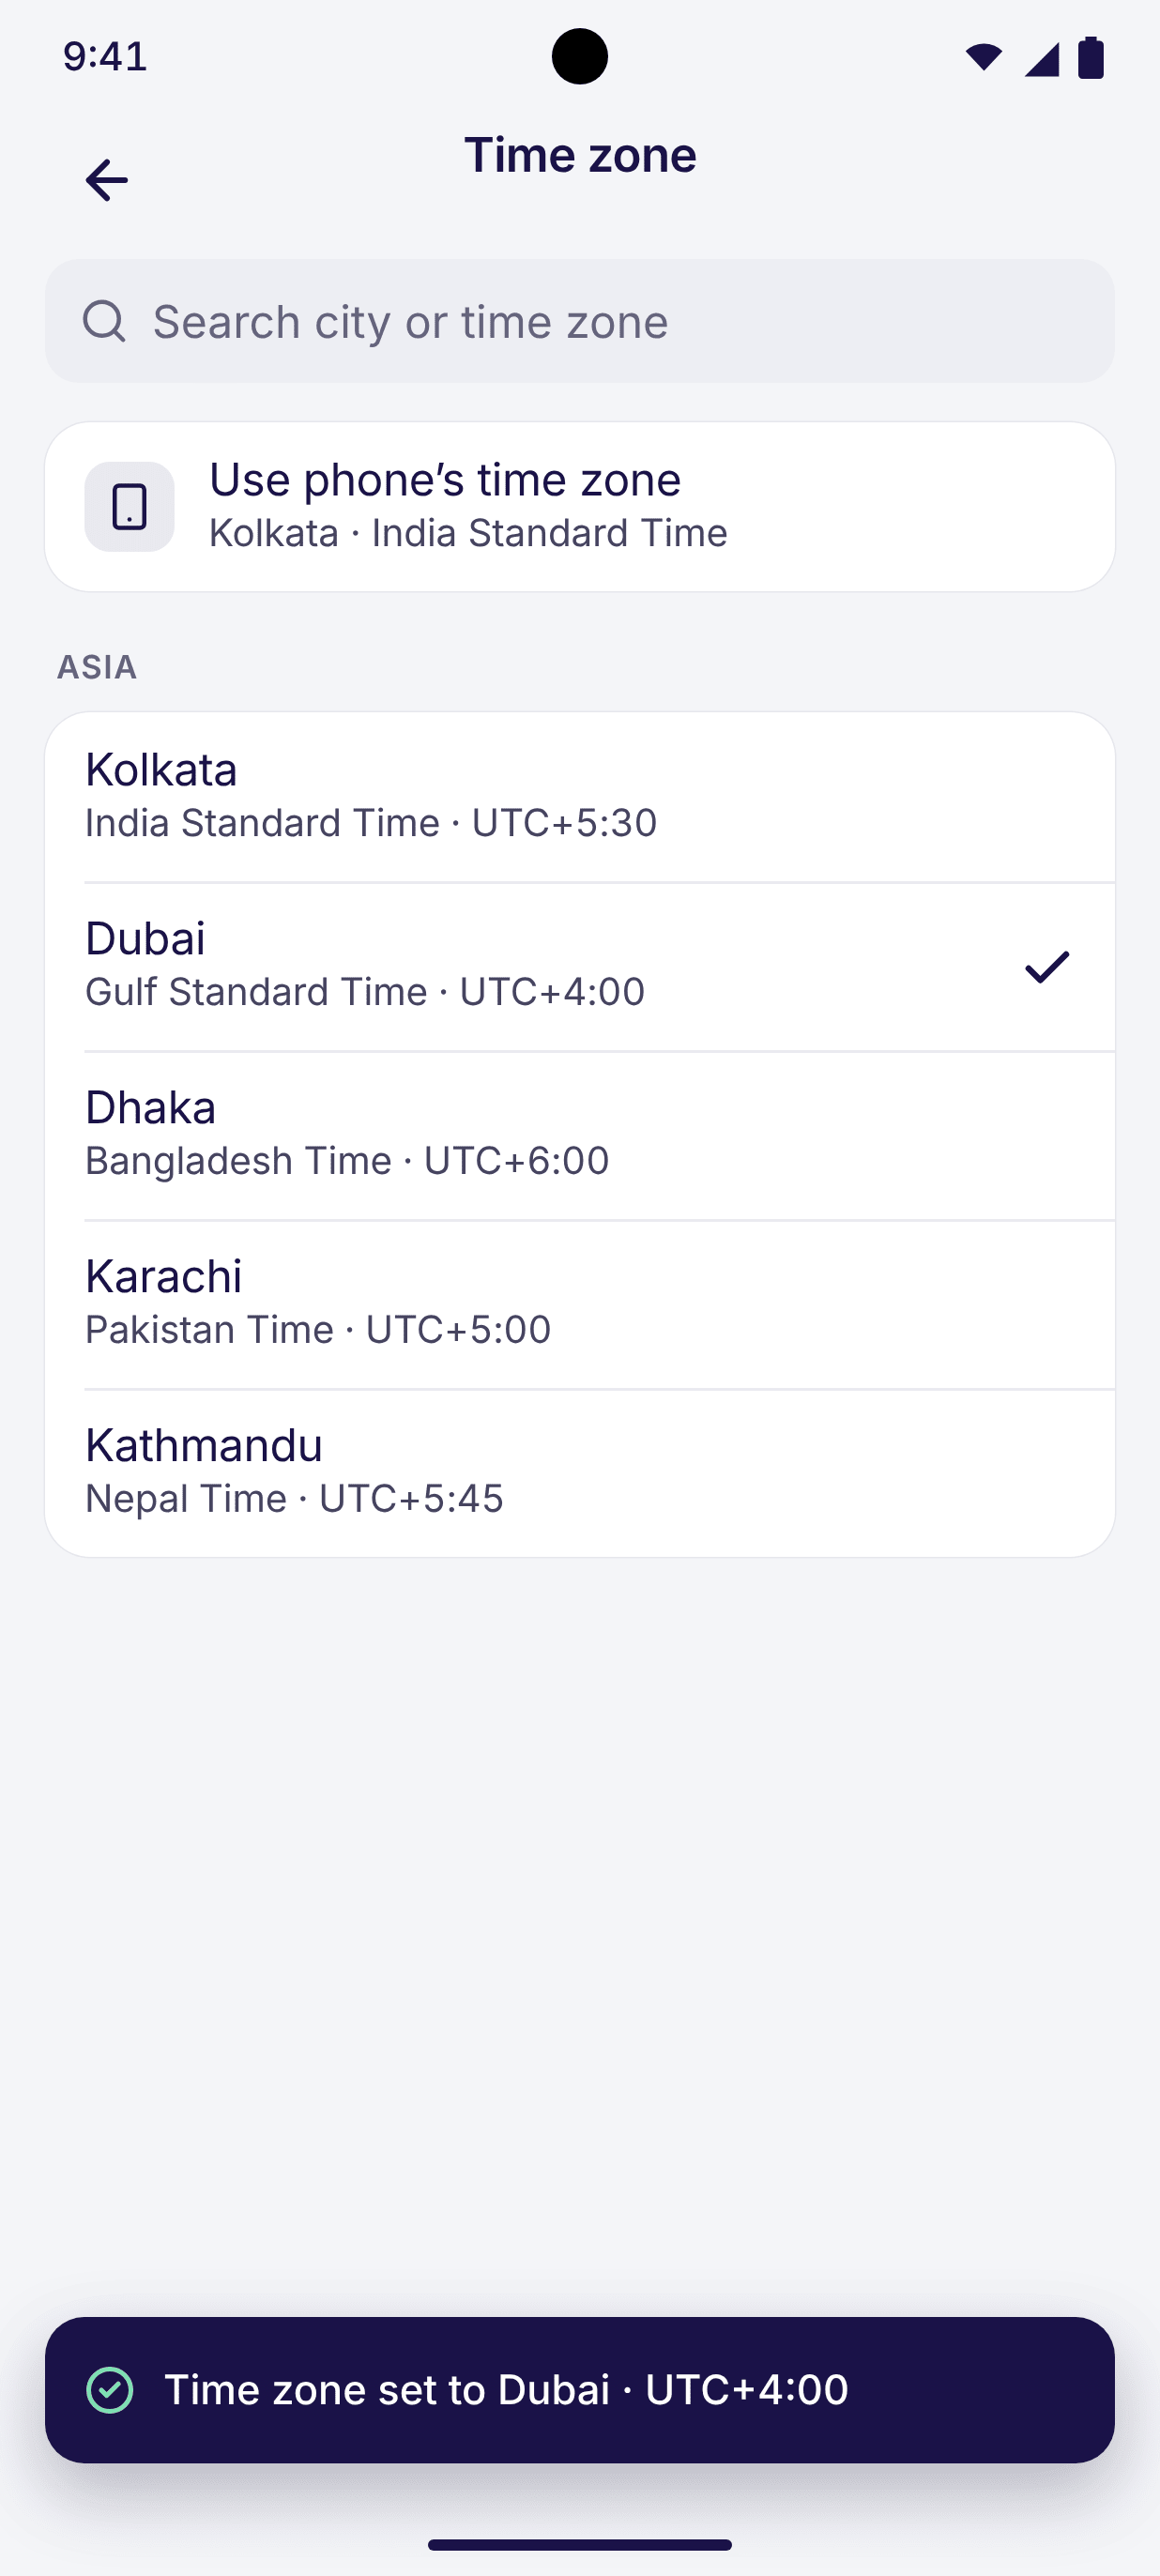 9:41
Time zone
Search city or time zone
Use phone’s time zone
Kolkata · India Standard Time
ASIA
Kolkata
India Standard Time · UTC+5:30
Dubai
Gulf Standard Time · UTC+4:00
Dhaka
Bangladesh Time · UTC+6:00
Karachi
Pakistan Time · UTC+5:00
Kathmandu
Nepal Time · UTC+5:45
Time zone set to Dubai · UTC+4:00